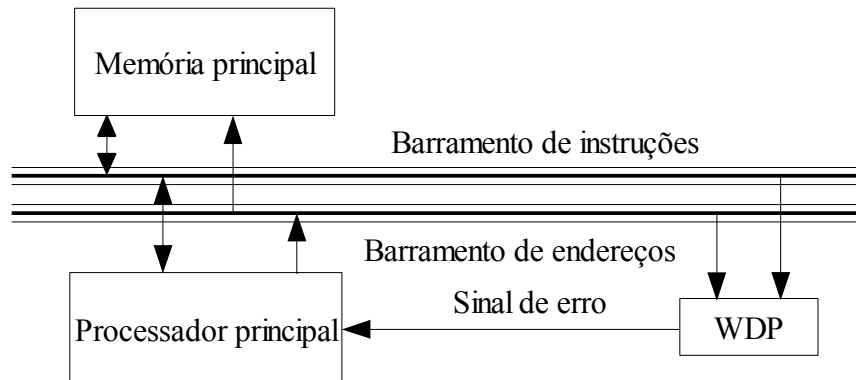 Memória principal
Barramento de instruções
Barramento de endereços
Sinal de erro
Processador principal
WDP